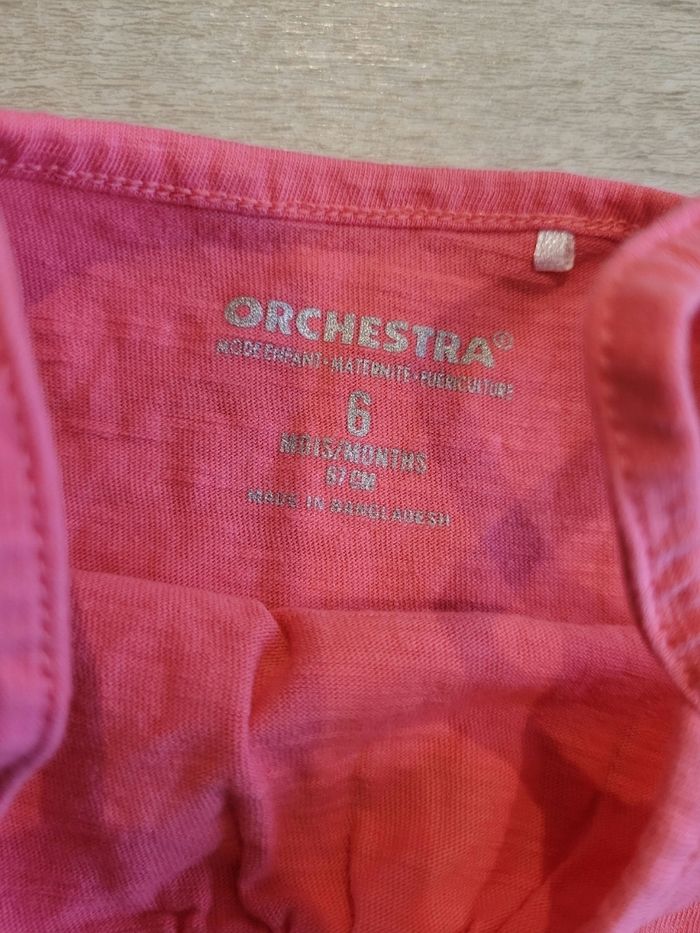 ORCHESTRA®
MODE ENFANT • MATERNITE • PUERICULTURE
6
MOIS/MONTHS
67 CM
MADE IN BANGLADESH